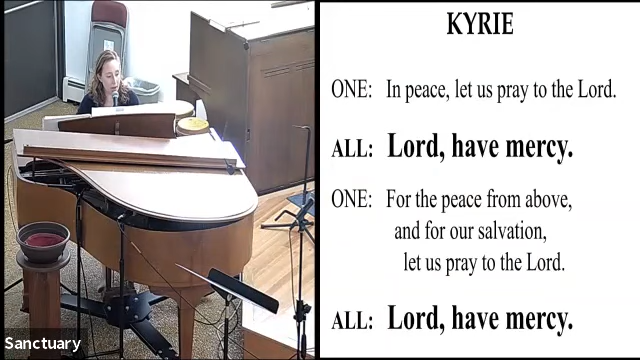 KYRIE
ONE: In peace, let us pray to the Lord.
ALL: Lord, have mercy.
ONE: For the peace from above,
and for our salvation,
let us pray to the Lord.
ALL: Lord, have mercy.
Sanctuary